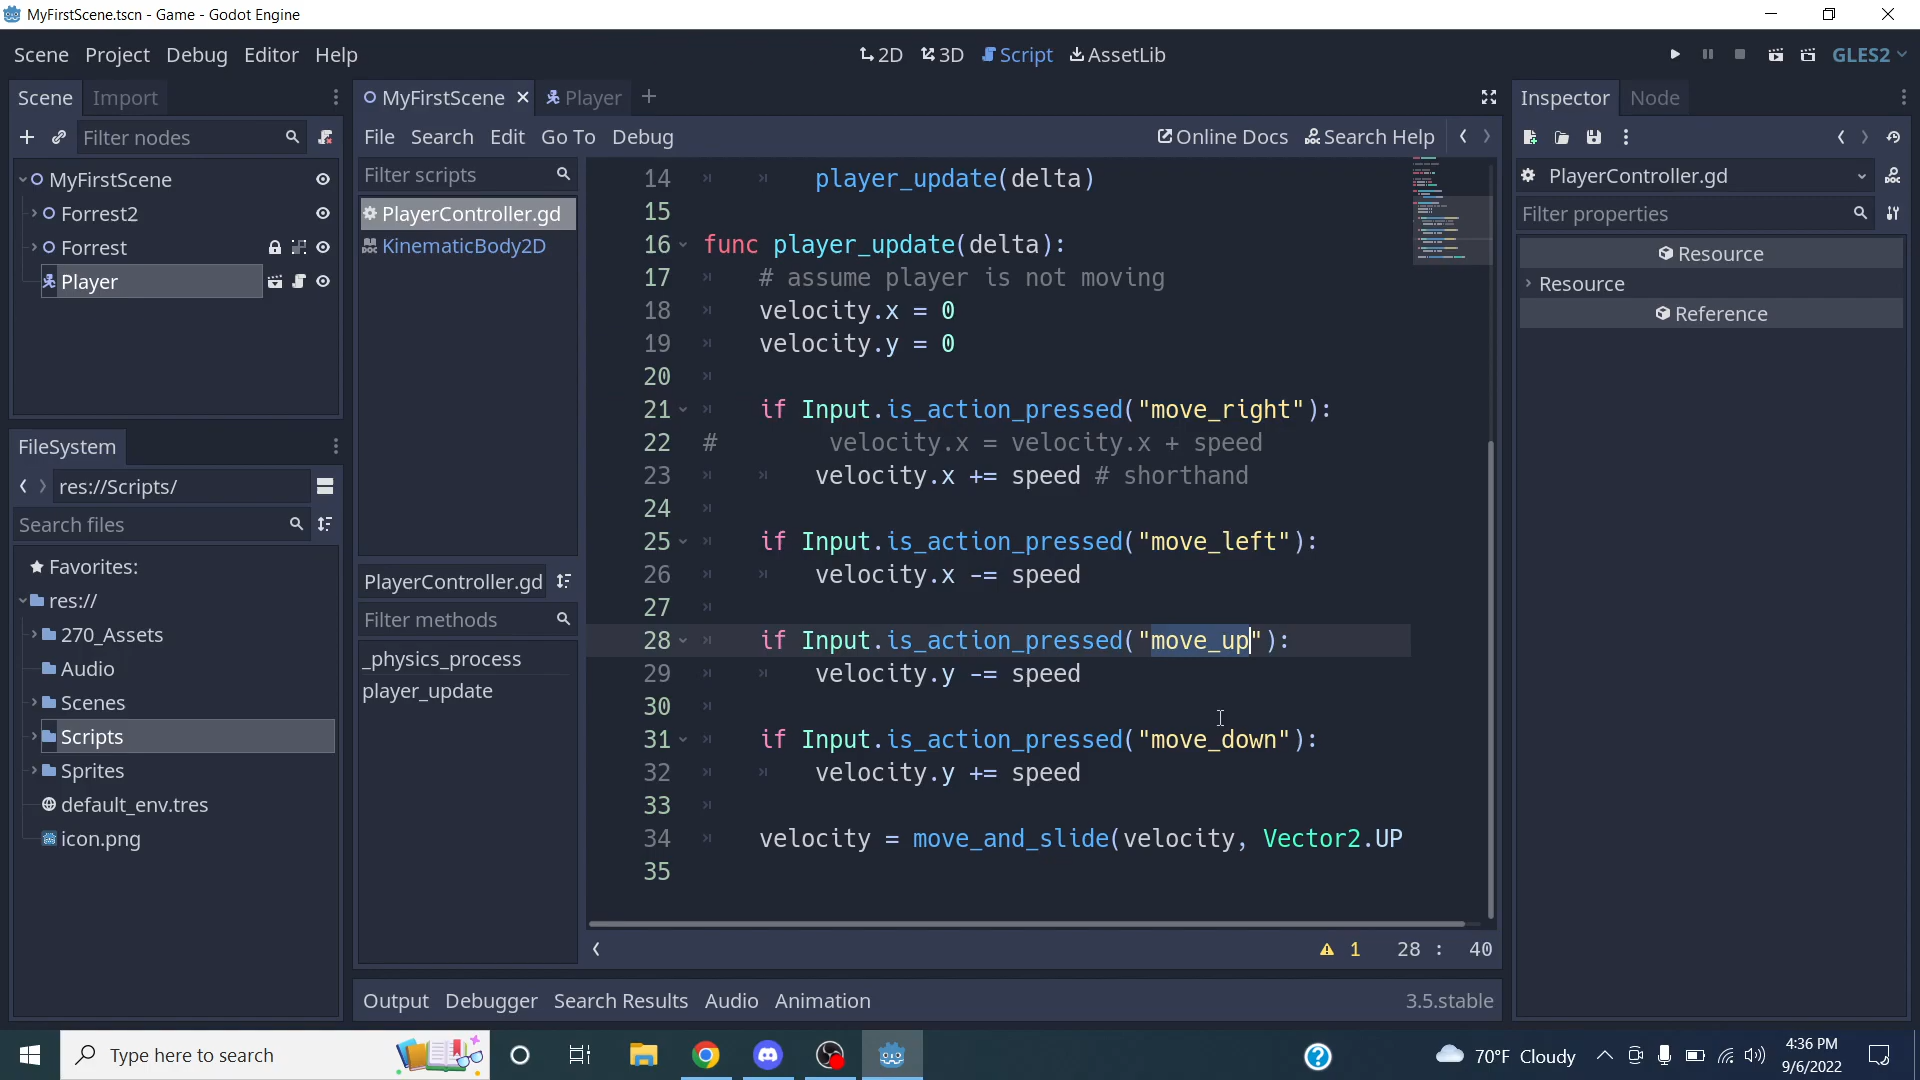 MyFirstScene.tscn - Game - Godot Engine
Scene Project Debug Editor Help
2D 3D Script AssetLib
GLES2
Scene Import
Filter nodes
MyFirstScene
Forrest2
Forrest
Player
FileSystem
res://Scripts/
Search files
Favorites:
res://
270_Assets
Audio
Scenes
Scripts
Sprites
default_env.tres
icon.png
MyFirstScene Player
File Search Edit Go To Debug
Online Docs Search Help
Filter scripts
PlayerController.gd
KinematicBody2D
PlayerController.gd
Filter methods
_physics_process
player_update
14 player_update(delta)
15
16 func player_update(delta):
17 # assume player is not moving
18 velocity.x = 0
19 velocity.y = 0
20
21 if Input.is_action_pressed("move_right"):
22 # velocity.x = velocity.x + speed
23 velocity.x += speed # shorthand
24
25 if Input.is_action_pressed("move_left"):
26 velocity.x -= speed
27
28 if Input.is_action_pressed("move_up"):
29 velocity.y -= speed
30
31 if Input.is_action_pressed("move_down"):
32 velocity.y += speed
33
34 velocity = move_and_slide(velocity, Vector2.UP
35
1 28 : 40
Output Debugger Search Results Audio Animation
3.5.stable
Inspector Node
PlayerController.gd
Filter properties
Resource
Resource
Reference
Type here to search
70°F Cloudy
4:36 PM
9/6/2022